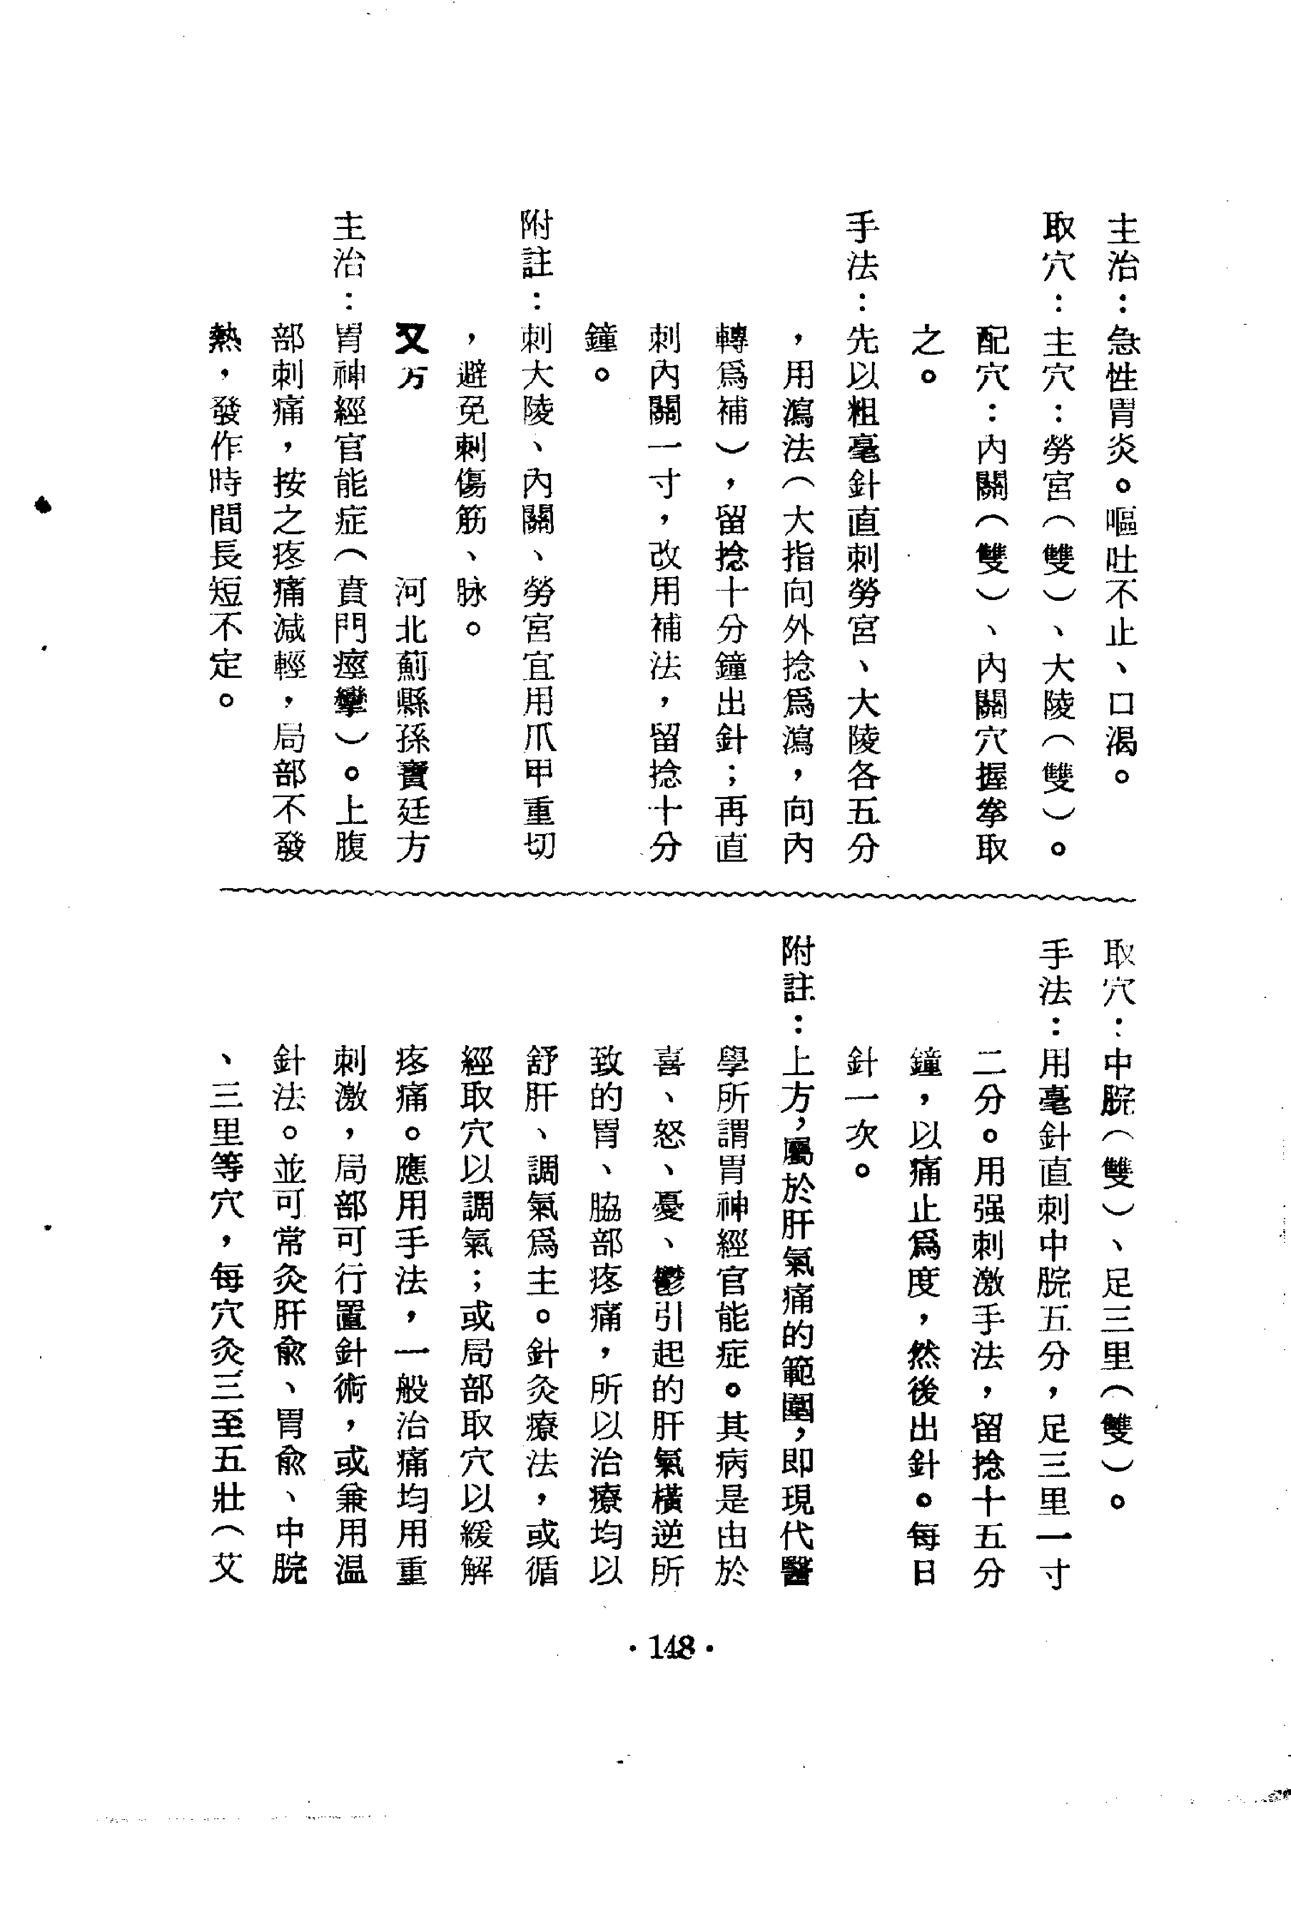 主治：急性胃炎。嘔吐不止、口渴。
取穴：主穴：勞宮（雙）、大陵（雙）。
配穴：內關（雙）、內關穴握拳取
之。
手法：先以粗毫針直刺勞宮、大陵各五分
，用瀉法（大指向外捻爲瀉，向內
轉爲補），留捻十分鐘出針；再直
刺內關一寸，改用補法，留捻十分
鐘。
附註：刺大陵、內關、勞宮宜用爪甲重切
，避免刺傷筋、脉。
又方　河北薊縣孫寶廷方
主治：胃神經官能症（賁門痙攣）。上腹
部刺痛，按之疼痛減輕，局部不發
熱，發作時間長短不定。
取穴：中脘（雙）、足三里（雙）。
手法：用毫針直刺中脘五分，足三里一寸
二分。用强刺激手法，留捻十五分
鐘，以痛止爲度，然後出針。每日
針一次。
附註：上方，屬於肝氣痛的範圍，即現代醫
學所謂胃神經官能症。其病是由於
喜、怒、憂、鬱引起的肝氣橫逆所
致的胃、脇部疼痛，所以治療均以
舒肝、調氣爲主。針灸療法，或循
經取穴以調氣；或局部取穴以緩解
疼痛。應用手法，一般治痛均用重
刺激，局部可行置針術，或兼用温
針法。並可常灸肝兪、胃兪、中脘
、三里等穴，每穴灸三至五壯（艾
·148·